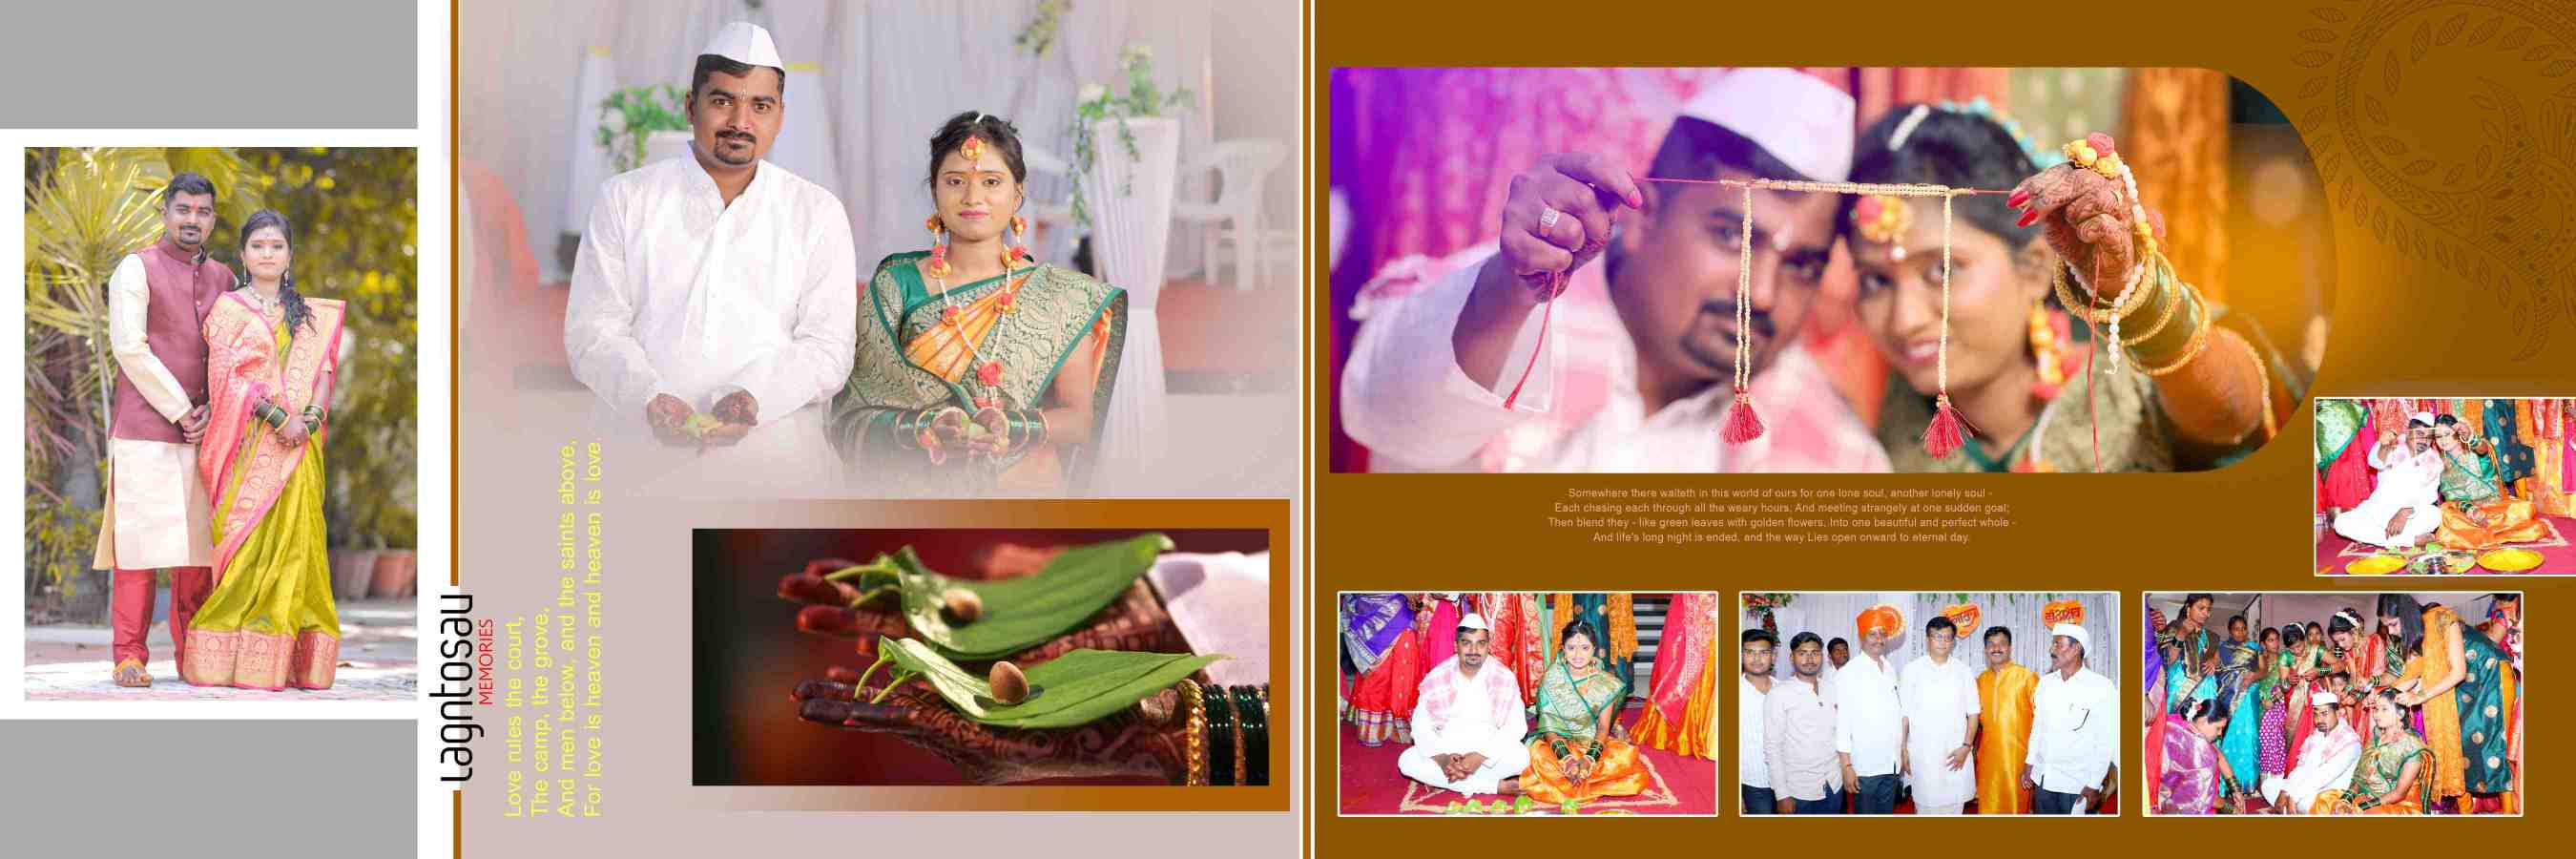 Lagntosau
MEMORIES
Love rules the court,
The camp, the grove,
And men below, and the saints above,
For love is heaven and heaven is love.
Somewhere there waiteth in this world of ours for one lone soul, another lonely soul -
Each chasing each through all the weary hours, And meeting strangely at one sudden goal;
Then blend they - like green leaves with golden flowers, Into one beautiful and perfect whole -
And life's long night is ended, and the way Lies open onward to eternal day.